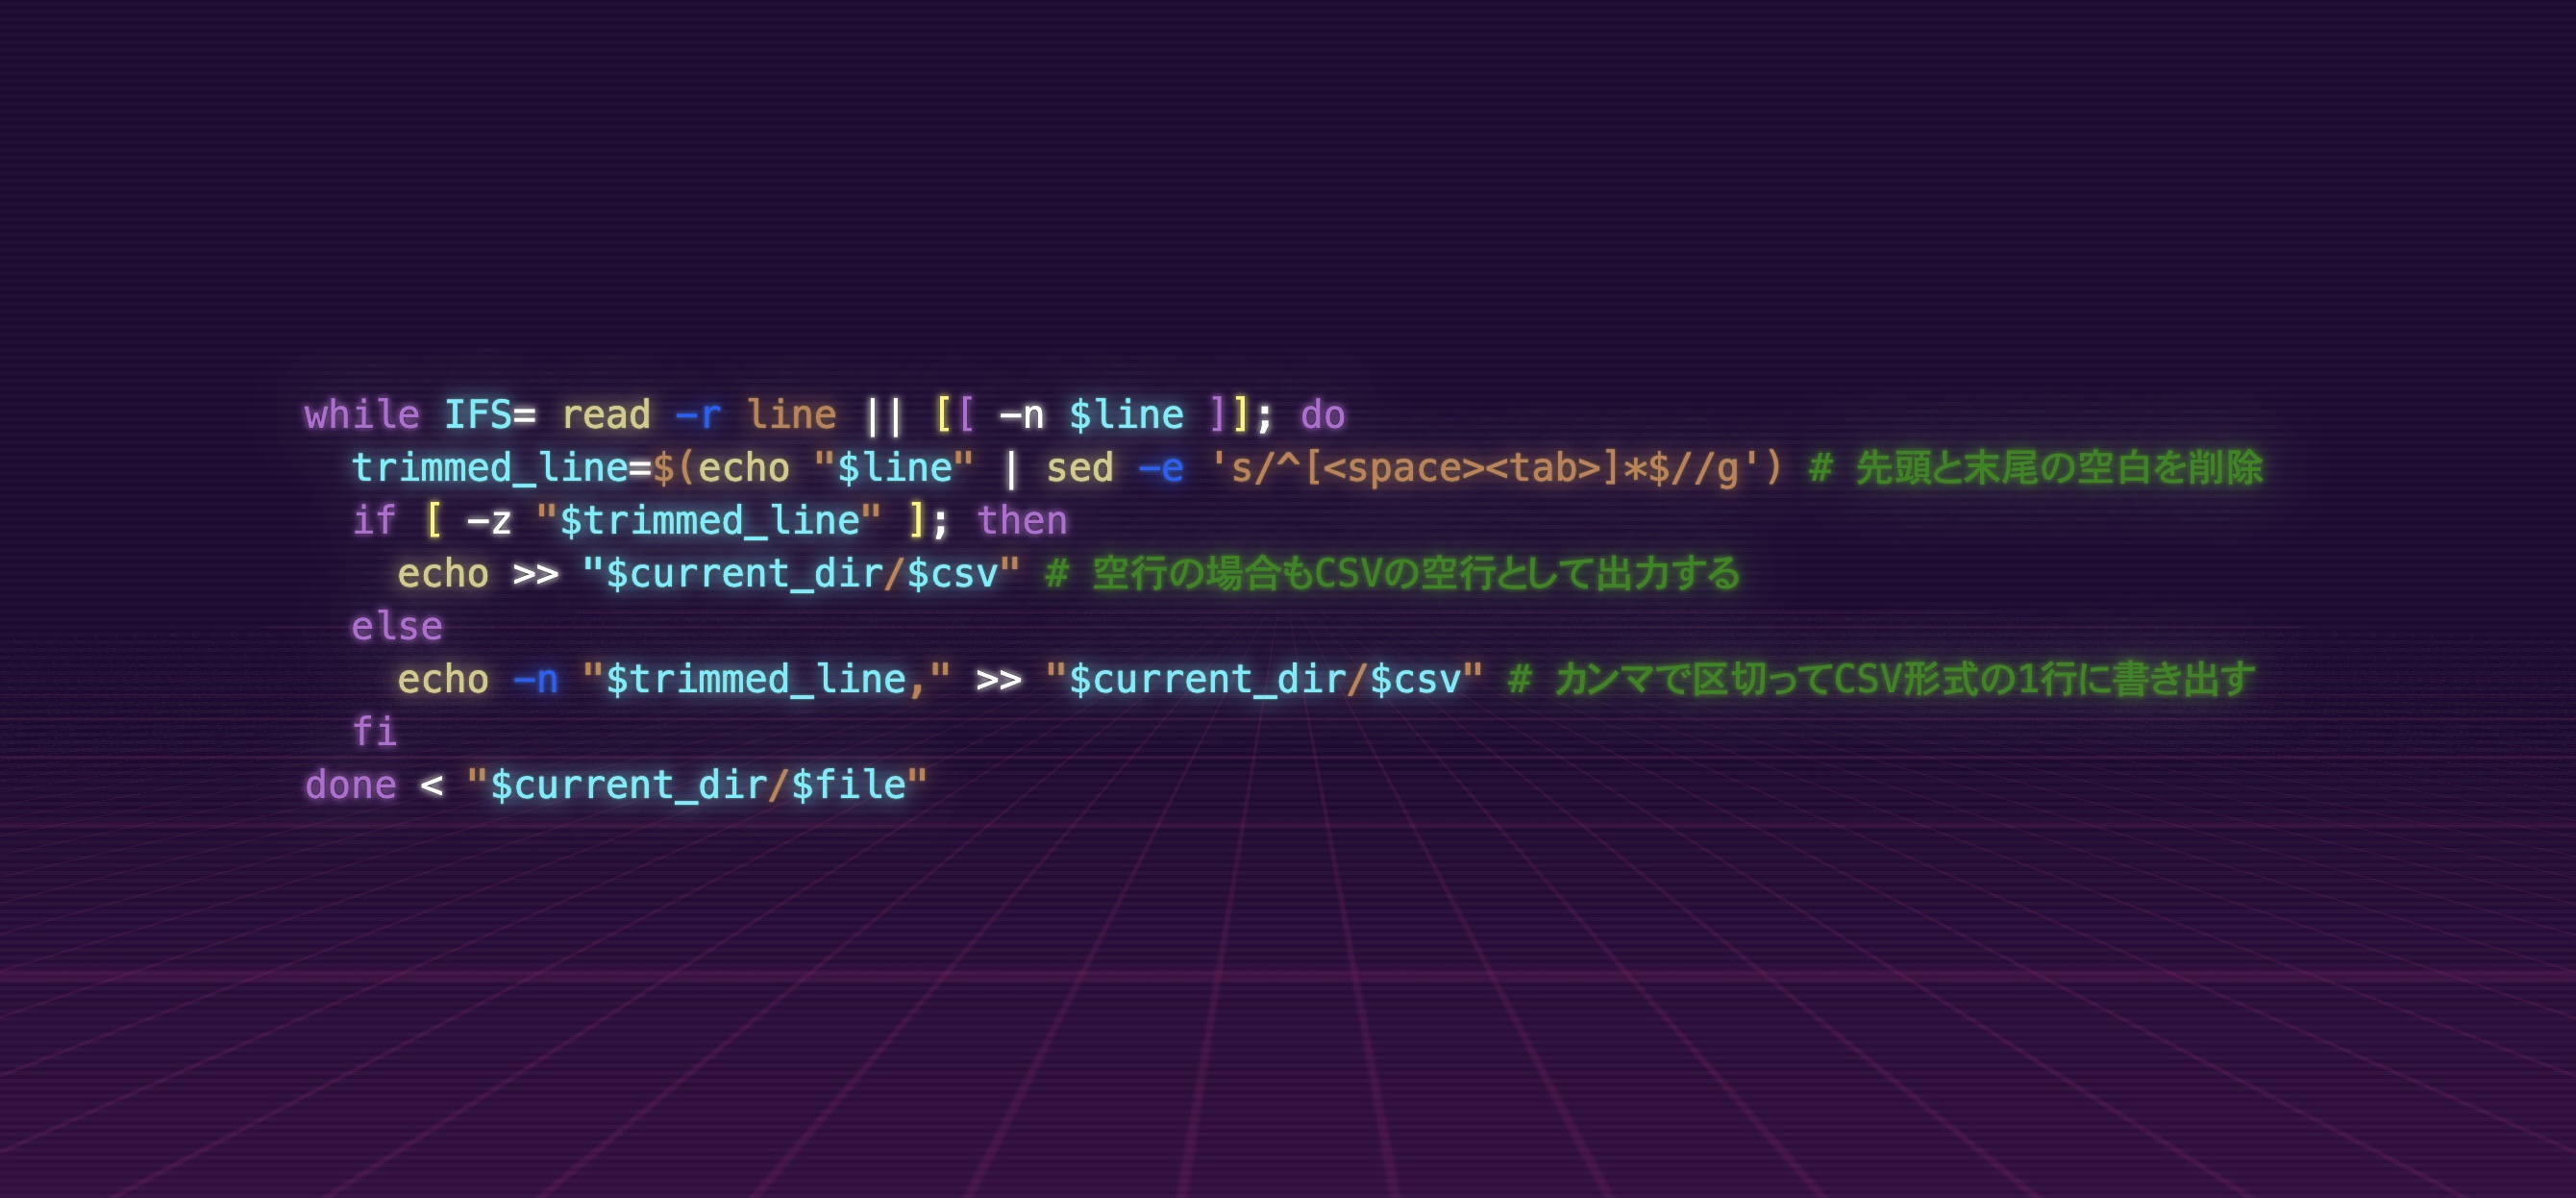 while IFS= read -r line || [[ -n $line ]]; do
  trimmed_line=$(echo "$line" | sed -e 's/^[<space><tab>]*$//g') # 先頭と末尾の空白を削除
  if [ -z "$trimmed_line" ]; then
    echo >> "$current_dir/$csv" # 空行の場合もCSVの空行として出力する
  else
    echo -n "$trimmed_line," >> "$current_dir/$csv" # カンマで区切ってCSV形式の1行に書き出す
  fi
done < "$current_dir/$file"